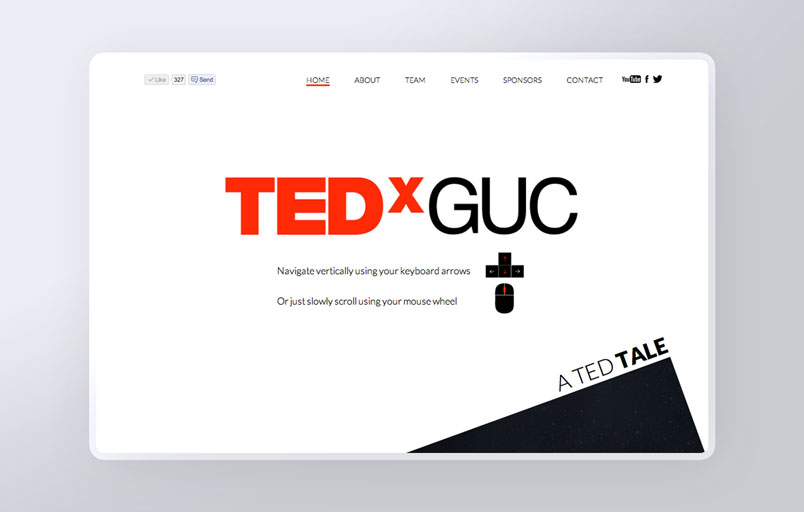 Like 327 Send
HOME ABOUT TEAM EVENTS SPONSORS CONTACT YouTube f
TEDxGUC
Navigate vertically using your keyboard arrows
Or just slowly scroll using your mouse wheel
A TED TALE